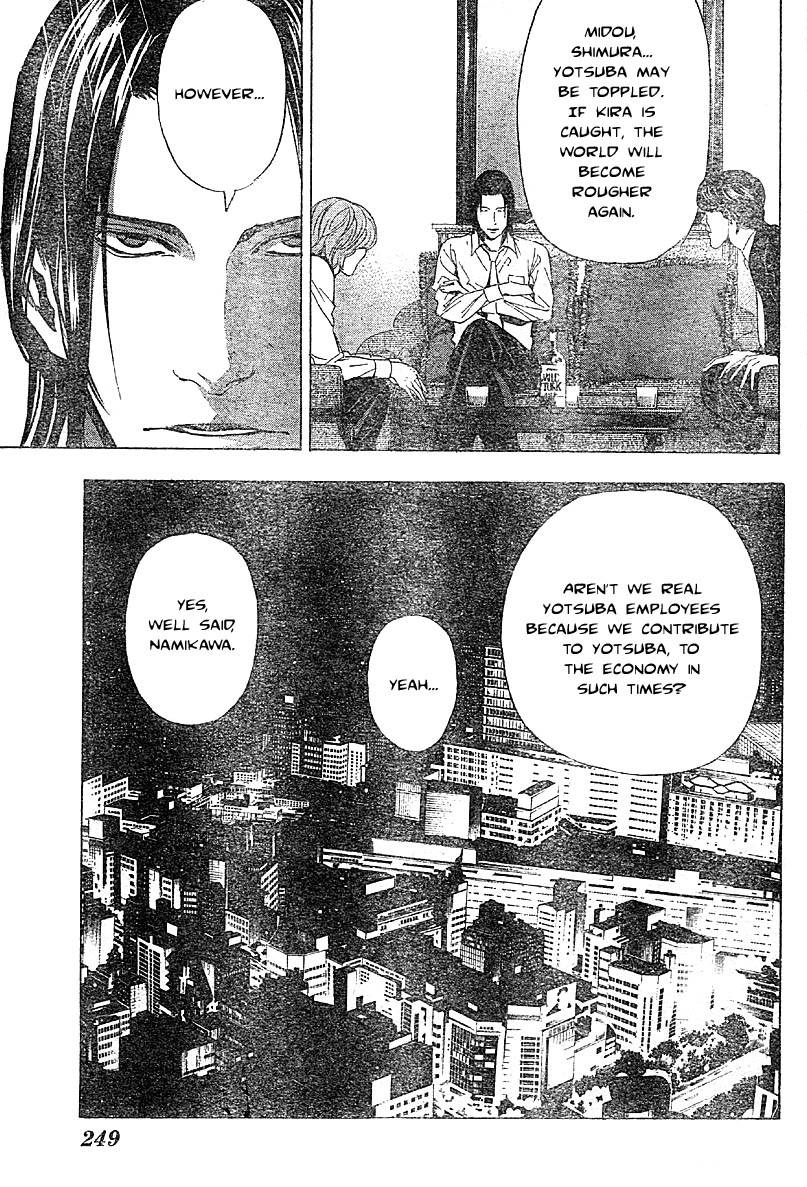 MIDOU,
SHIMURA...
YOTSUBA MAY
BE TOPPLED.
IF KIRA IS
CAUGHT, THE
WORLD WILL
BECOME
ROUGHER
AGAIN.
HOWEVER...
AREN'T WE REAL
YOTSUBA EMPLOYEES
BECAUSE WE CONTRIBUTE
TO YOTSUBA, TO
THE ECONOMY IN
SUCH TIMES?
YEAH...
YES,
WELL SAID,
NAMIKAWA.
249